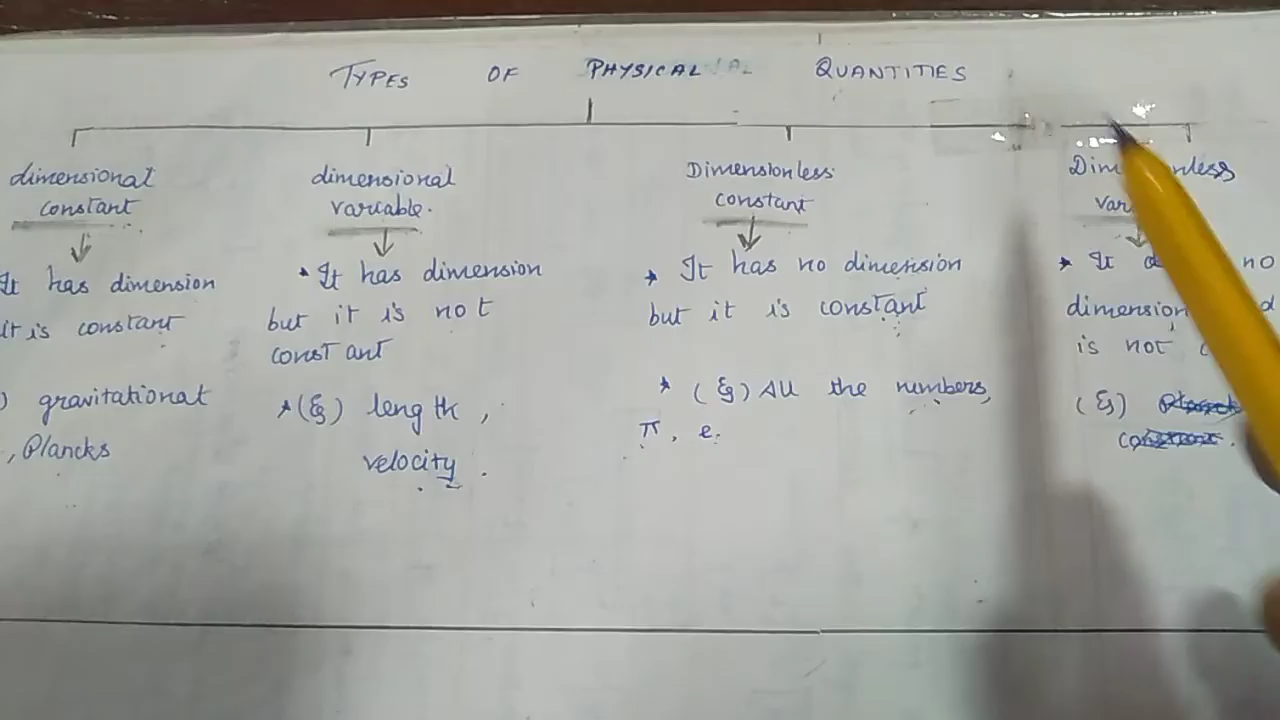 TYPES OF PHYSICAL QUANTITIES
dimensional
constant
It has dimension
it is constant
gravitational
, Plancks
dimensional
variable.
It has dimension
but it is not
constant
(Eg) length,
velocity.
Dimensionless
constant
It has no dimension
but it is constant
(Eg) All the numbers,
π, e.
It no
dimension
is not
(Eg)